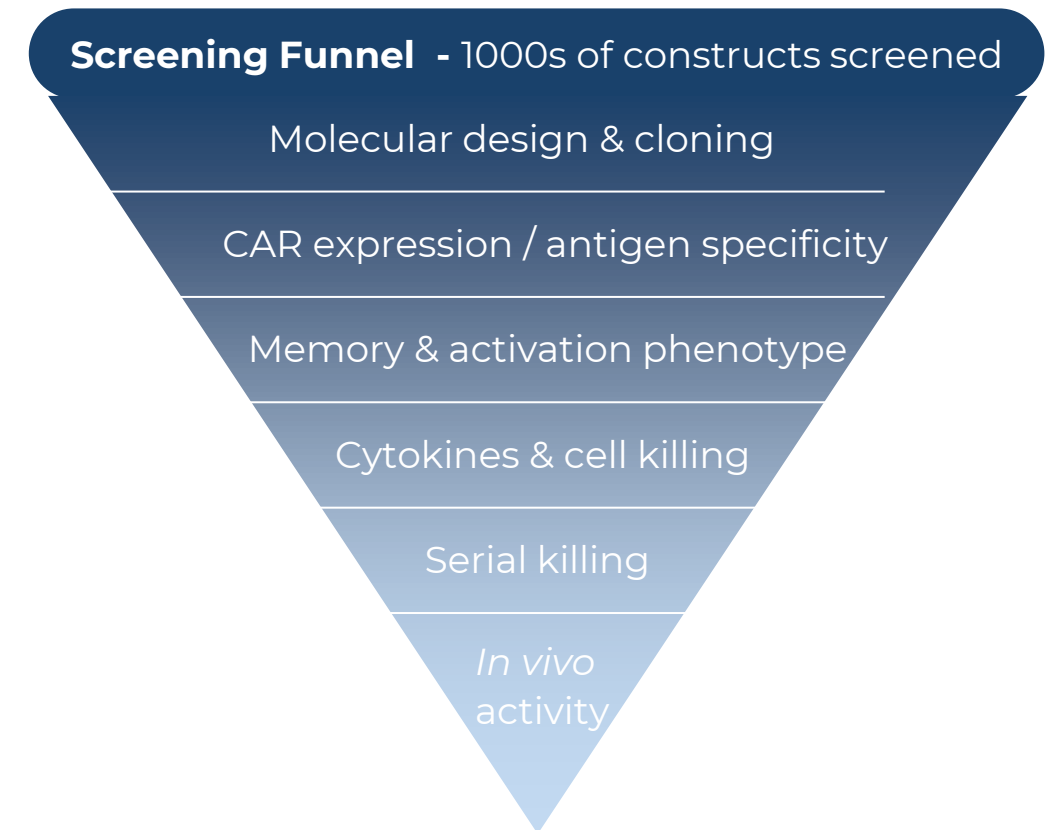 Screening Funnel - 1000s of constructs screened
Molecular design & cloning
CAR expression / antigen specificity
Memory & activation phenotype
Cytokines & cell killing
Serial killing
In vivo
activity